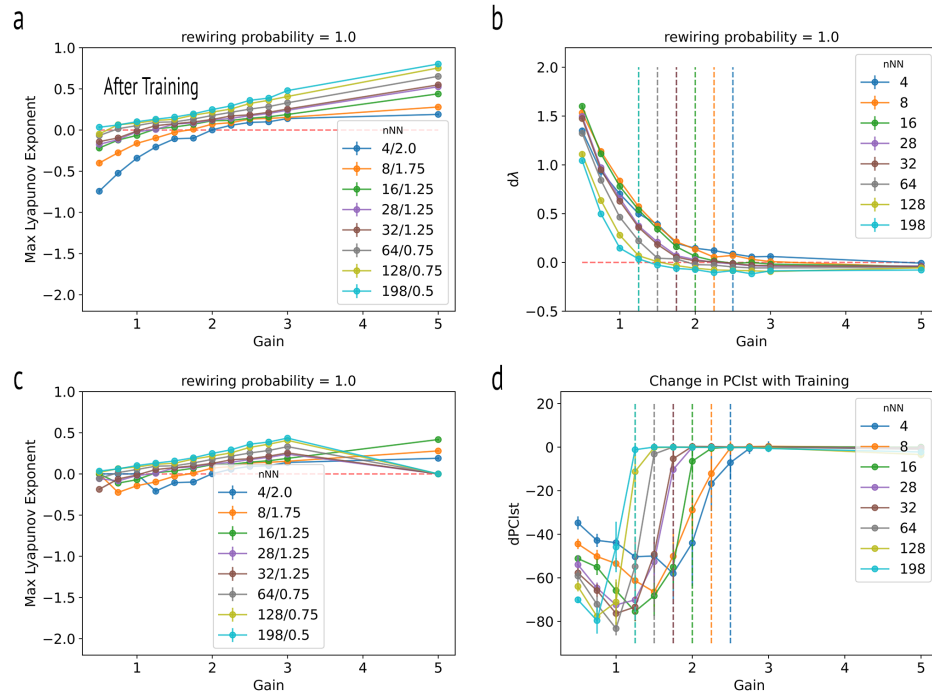 a
rewiring probability = 1.0
After Training
Max Lyapunov Exponent
1.0
0.5
0.0
−0.5
−1.0
−1.5
−2.0
nNN
4/2.0
8/1.75
16/1.25
28/1.25
32/1.25
64/0.75
128/0.75
198/0.5
1 2 3 4 5
Gain
b
rewiring probability = 1.0
dλ
2.0
1.5
1.0
0.5
0.0
−0.5
nNN
4
8
16
28
32
64
128
198
1 2 3 4 5
Gain
c
rewiring probability = 1.0
Max Lyapunov Exponent
1.0
0.5
0.0
−0.5
−1.0
−1.5
−2.0
nNN
4/2.0
8/1.75
16/1.25
28/1.25
32/1.25
64/0.75
128/0.75
198/0.5
1 2 3 4 5
Gain
d
Change in PCIst with Training
dPCIst
20
0
−20
−40
−60
−80
nNN
4
8
16
28
32
64
128
198
1 2 3 4 5
Gain